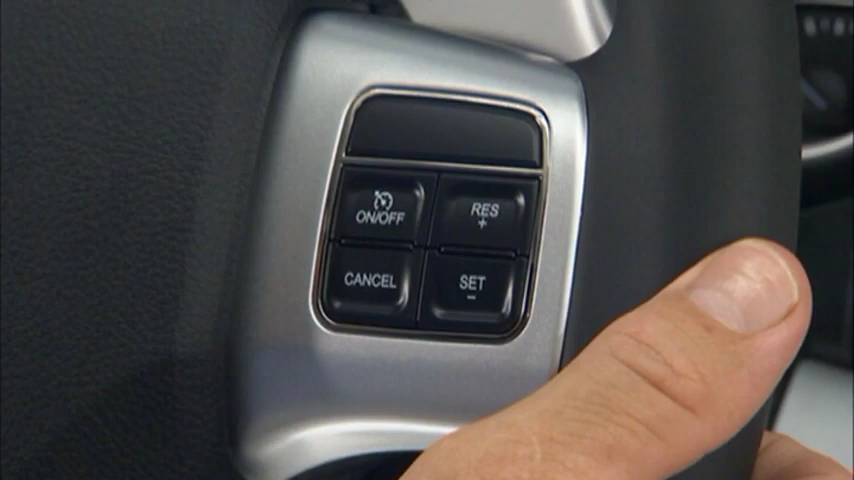 ON/OFF
RES
+
CANCEL
SET
-